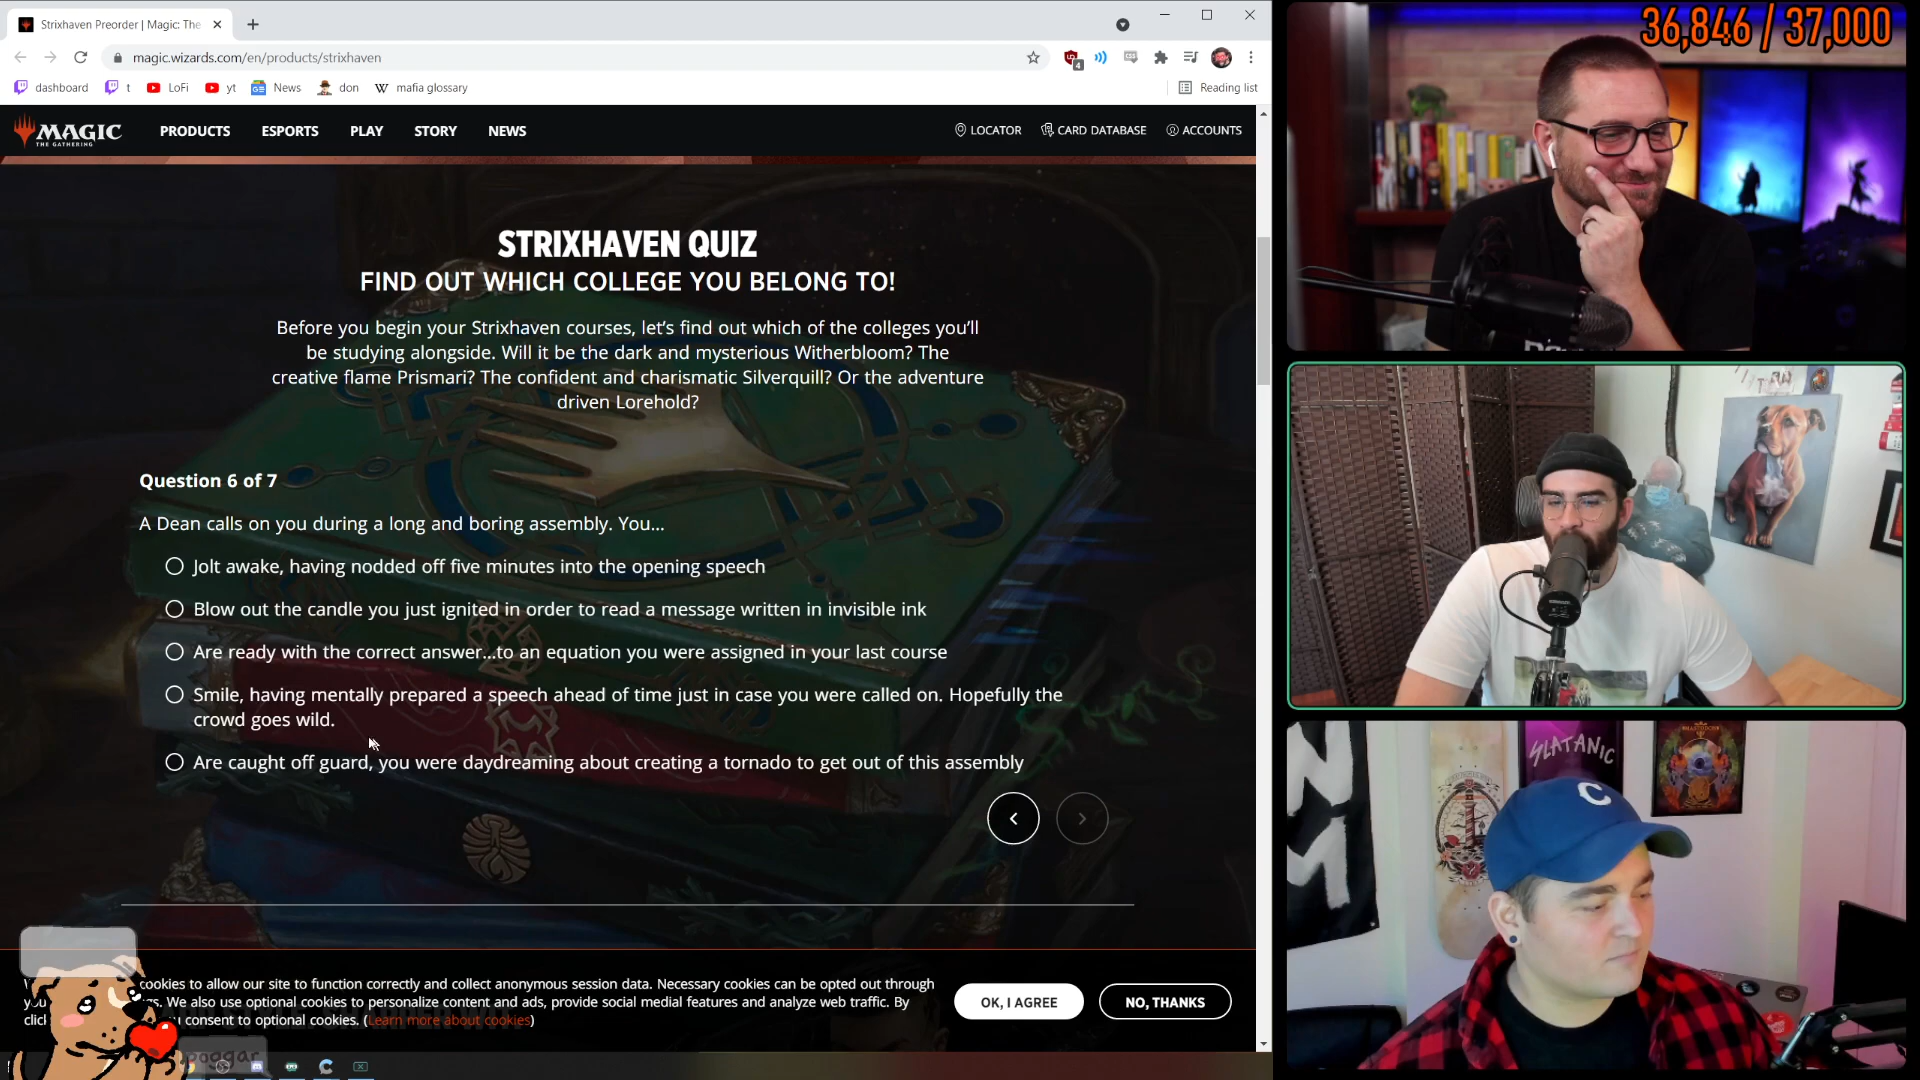 Strixhaven Preorder | Magic: The
magic.wizards.com/en/products/strixhaven
4
dashboard
t
LoFi
yt
News
don
W
mafia glossary
Reading list
MAGIC
THE GATHERING
PRODUCTS
ESPORTS
PLAY
STORY
NEWS
LOCATOR
CARD DATABASE
ACCOUNTS
STRIXHAVEN QUIZ
FIND OUT WHICH COLLEGE YOU BELONG TO!
Before you begin your Strixhaven courses, let's find out which of the colleges you'll
be studying alongside. Will it be the dark and mysterious Witherbloom? The
creative flame Prismari? The confident and charismatic Silverquill? Or the adventure
driven Lorehold?
Question 6 of 7
A Dean calls on you during a long and boring assembly. You...
Jolt awake, having nodded off five minutes into the opening speech
Blow out the candle you just ignited in order to read a message written in invisible ink
Are ready with the correct answer...to an equation you were assigned in your last course
Smile, having mentally prepared a speech ahead of time just in case you were called on. Hopefully the
crowd goes wild.
Are caught off guard, you were daydreaming about creating a tornado to get out of this assembly
cookies to allow our site to function correctly and collect anonymous session data. Necessary cookies can be opted out through
. We also use optional cookies to personalize content and ads, provide social medial features and analyze web traffic. By
consent to optional cookies. (Learn more about cookies)
OK, I AGREE
NO, THANKS
poggar
36,846 / 37,000
SLATANIC
C